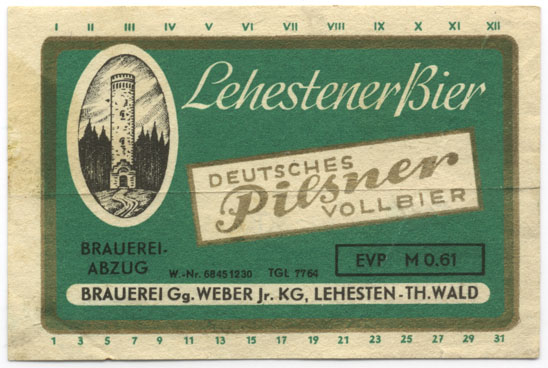 I II III IV V VI VII VIII IX X XI XII
Lehestener Bier
DEUTSCHES
Pilsner
VOLLBIER
BRAUEREI-
ABZUG
W.-Nr. 68451230 TGL 7764
EVP M 0.61
BRAUEREI Gg. WEBER Jr. KG, LEHESTEN-TH.WALD
1 3 5 7 9 11 13 15 17 19 21 23 25 27 29 31